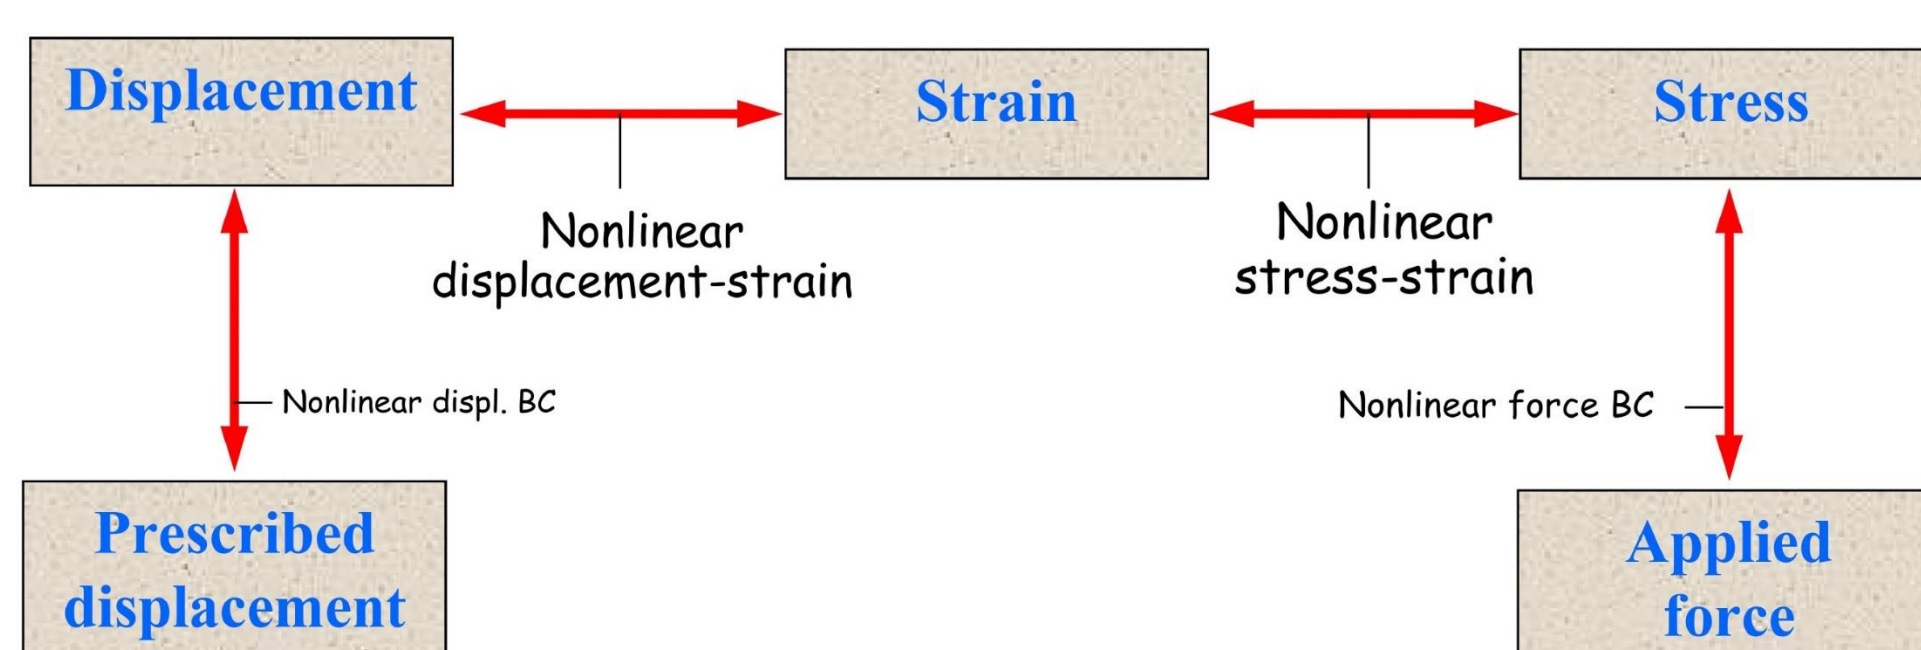 Displacement
Strain
Stress
Nonlinear
displacement-strain
Nonlinear
stress-strain
Nonlinear displ. BC
Nonlinear force BC
Prescribed
displacement
Applied
force